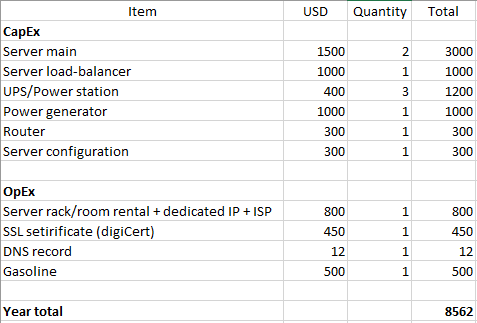 Item USD Quantity Total
CapEx
Server main 1500 2 3000
Server load-balancer 1000 1 1000
UPS/Power station 400 3 1200
Power generator 1000 1 1000
Router 300 1 300
Server configuration 300 1 300
OpEx
Server rack/room rental + dedicated IP + ISP 800 1 800
SSL setirificate (digiCert) 450 1 450
DNS record 12 1 12
Gasoline 500 1 500
Year total 8562